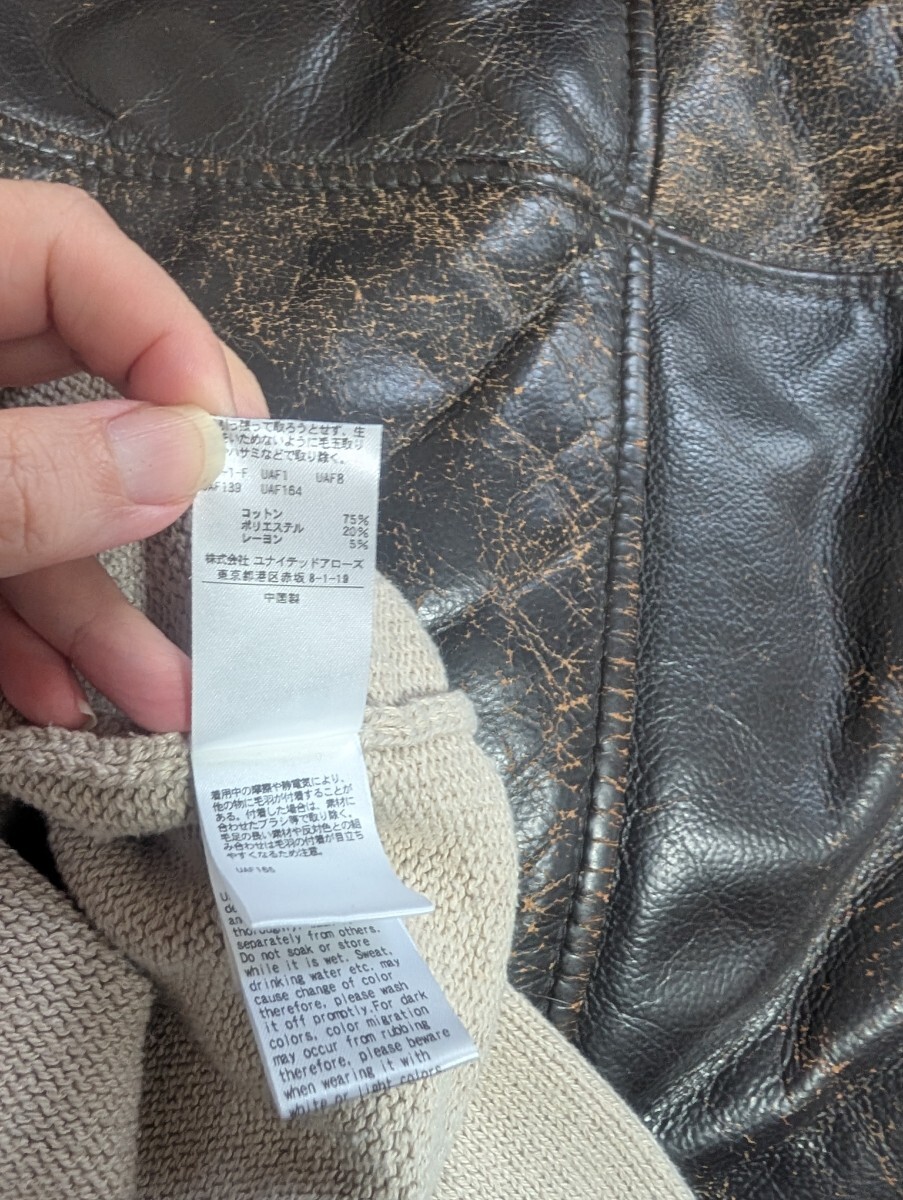 引っ張って取ろうとせず、生
いためないように毛玉取り
ハサミなどで取り除く。
-1-F UAF1 UAF8
UAF139 UAF164
コットン 75%
ポリエステル 20%
レーヨン 5%
株式会社 ユナイテッドアローズ
東京都港区赤坂 8-1-19
中国製
着用中の摩擦や静電気により、
他の物に毛羽が付着することが
ある。付着した場合は、素材に
合わせたブラシ等で取り除く。
毛足の長い素材や反対色との組
み合わせは毛羽の付着が目立ち
やすくなるため注意。
UAF166
thoroughly,
separately from others.
Do not soak or store
while it is wet. Sweat,
drinking water etc. may
cause change of color
therefore, please wash
it off promptly.For dark
colors, color migration
may occur from rubbing
therefore, please beware
when wearing it with
white or light colors